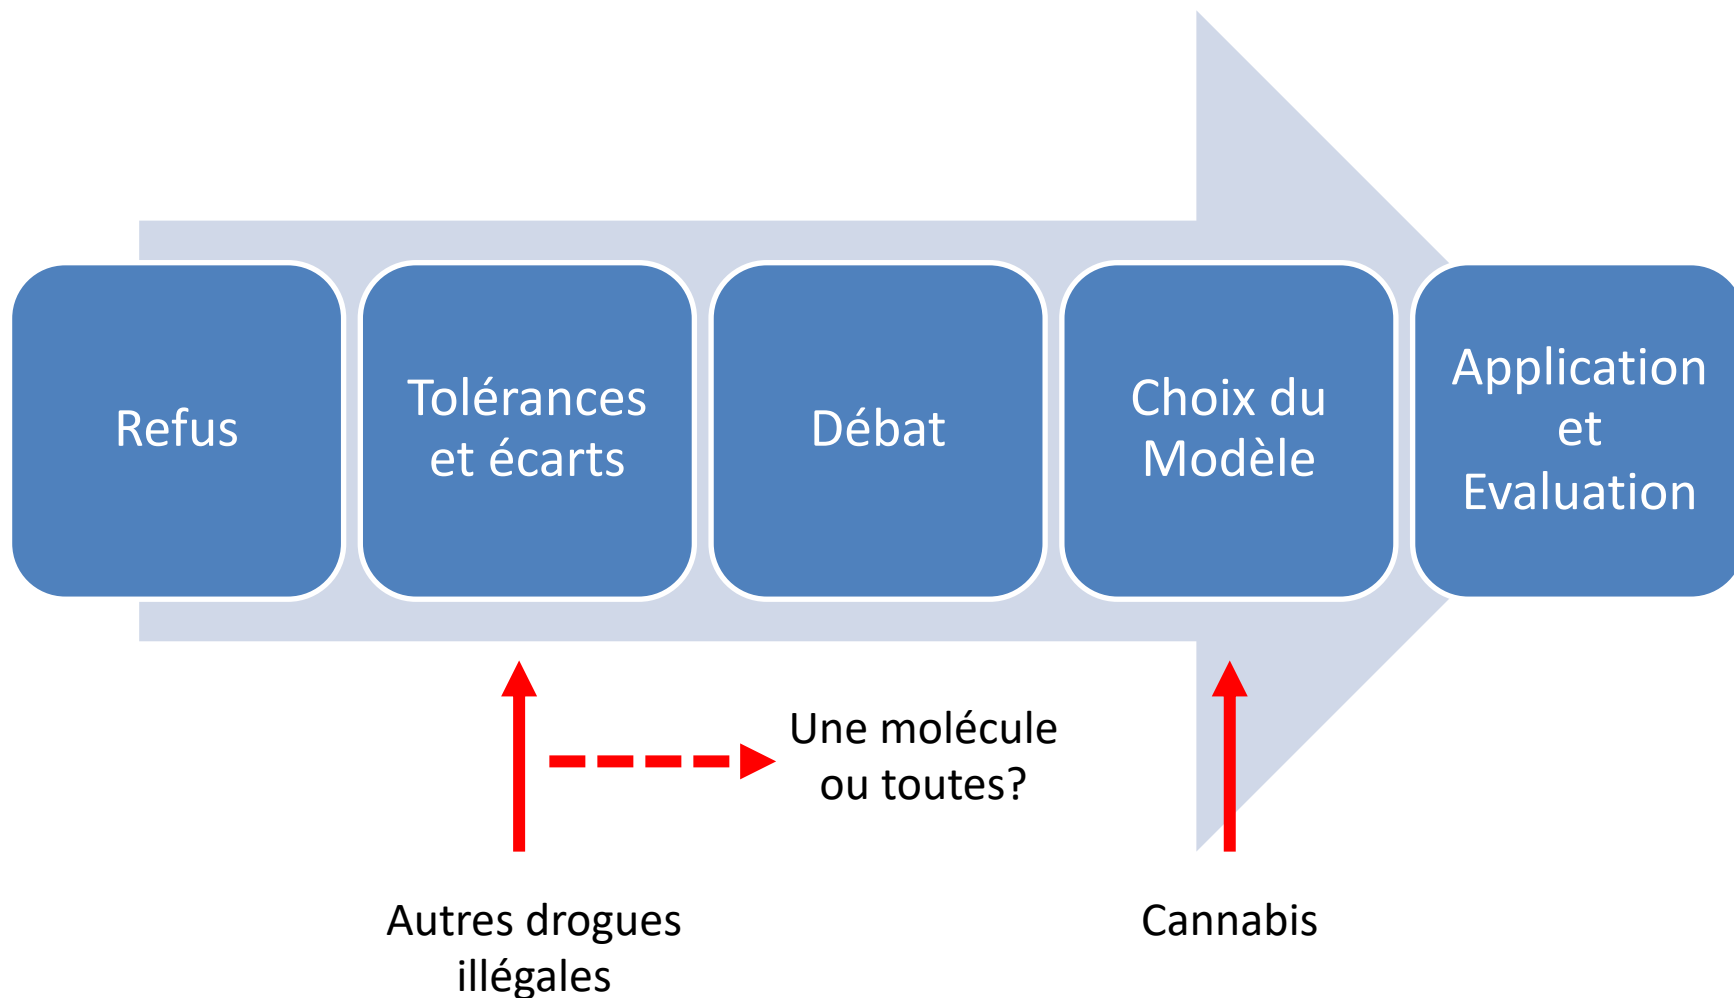 Refus
Tolérances
et écarts
Débat
Choix du
Modèle
Application
et
Evaluation
Une molécule
ou toutes?
Autres drogues
illégales
Cannabis